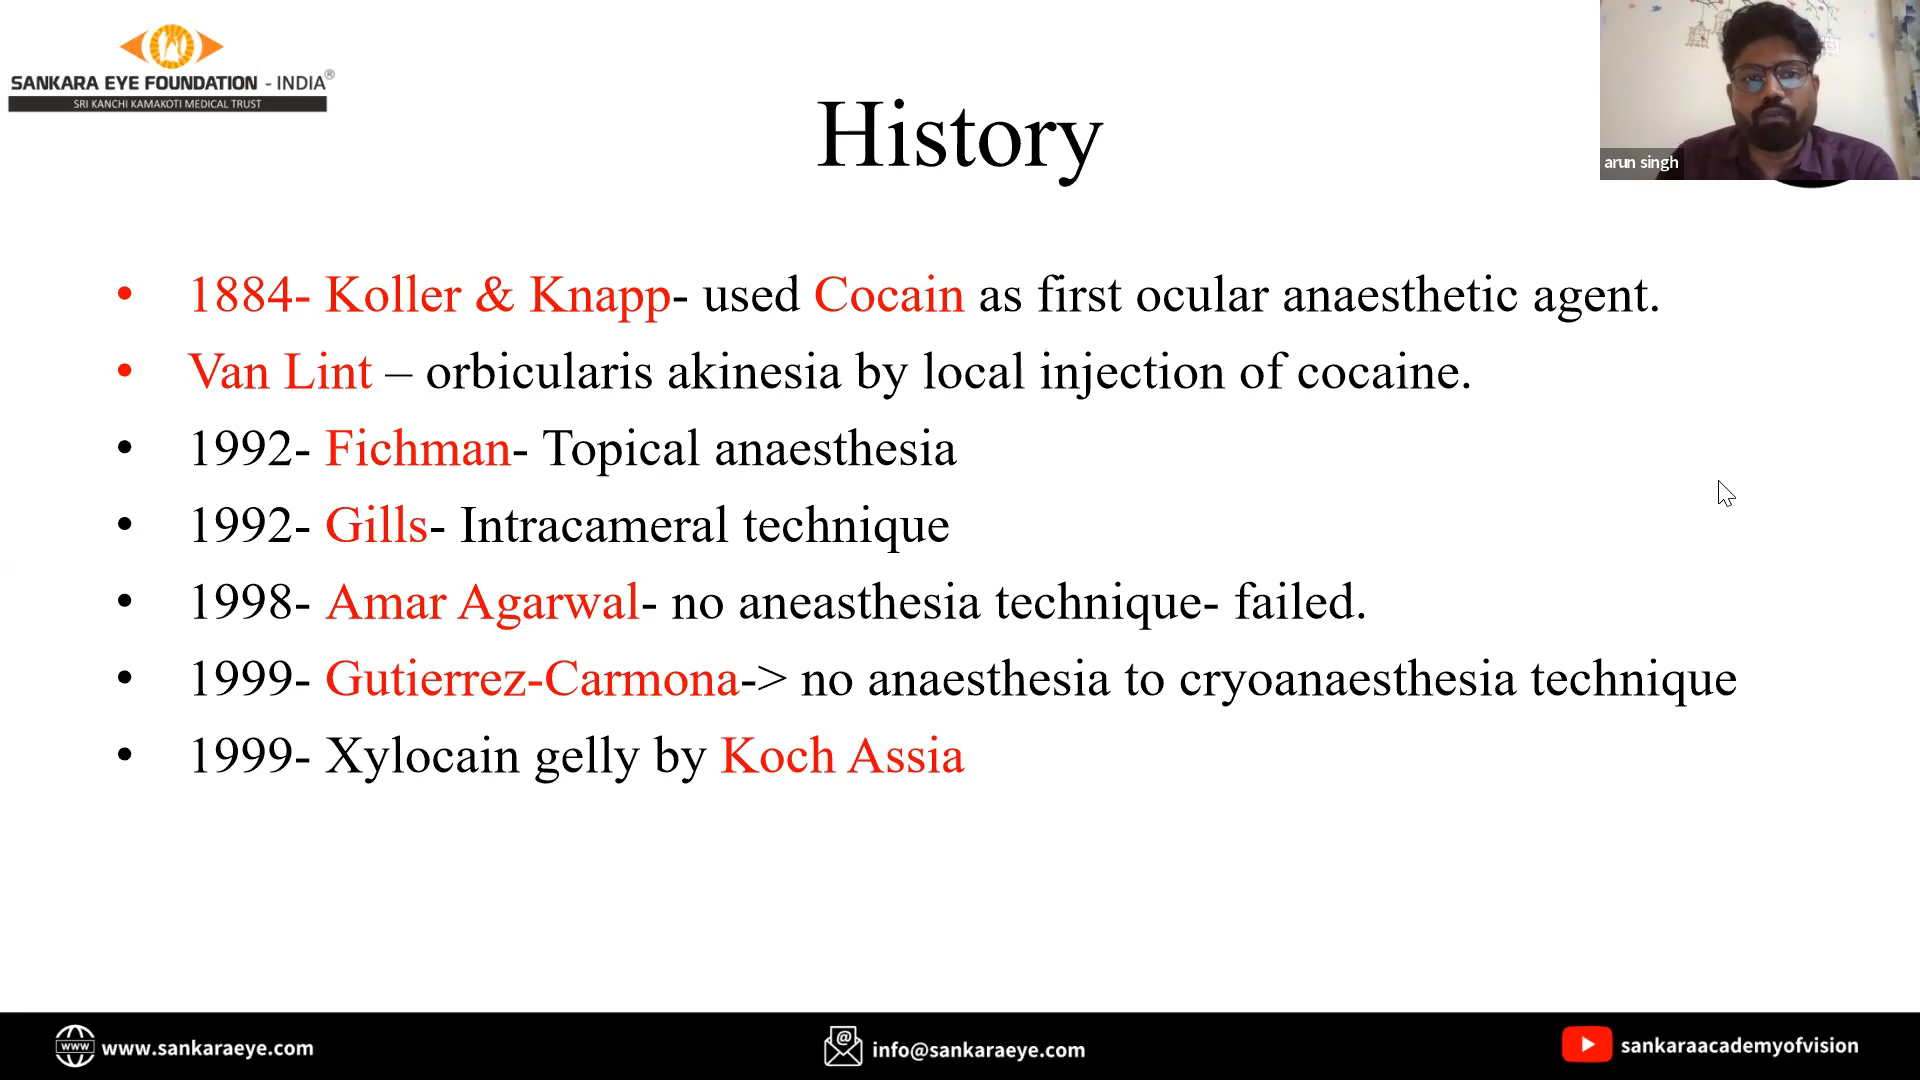 SANKARA EYE FOUNDATION - INDIA®
SRI KANCHI KAMAKOTI MEDICAL TRUST
History
arun singh
• 1884- Koller & Knapp- used Cocain as first ocular anaesthetic agent.
• Van Lint – orbicularis akinesia by local injection of cocaine.
• 1992- Fichman- Topical anaesthesia
• 1992- Gills- Intracameral technique
• 1998- Amar Agarwal- no aneasthesia technique- failed.
• 1999- Gutierrez-Carmona-> no anaesthesia to cryoanaesthesia technique
• 1999- Xylocain gelly by Koch Assia
www www.sankaraeye.com
@ info@sankaraeye.com
sankaraacademyofvision